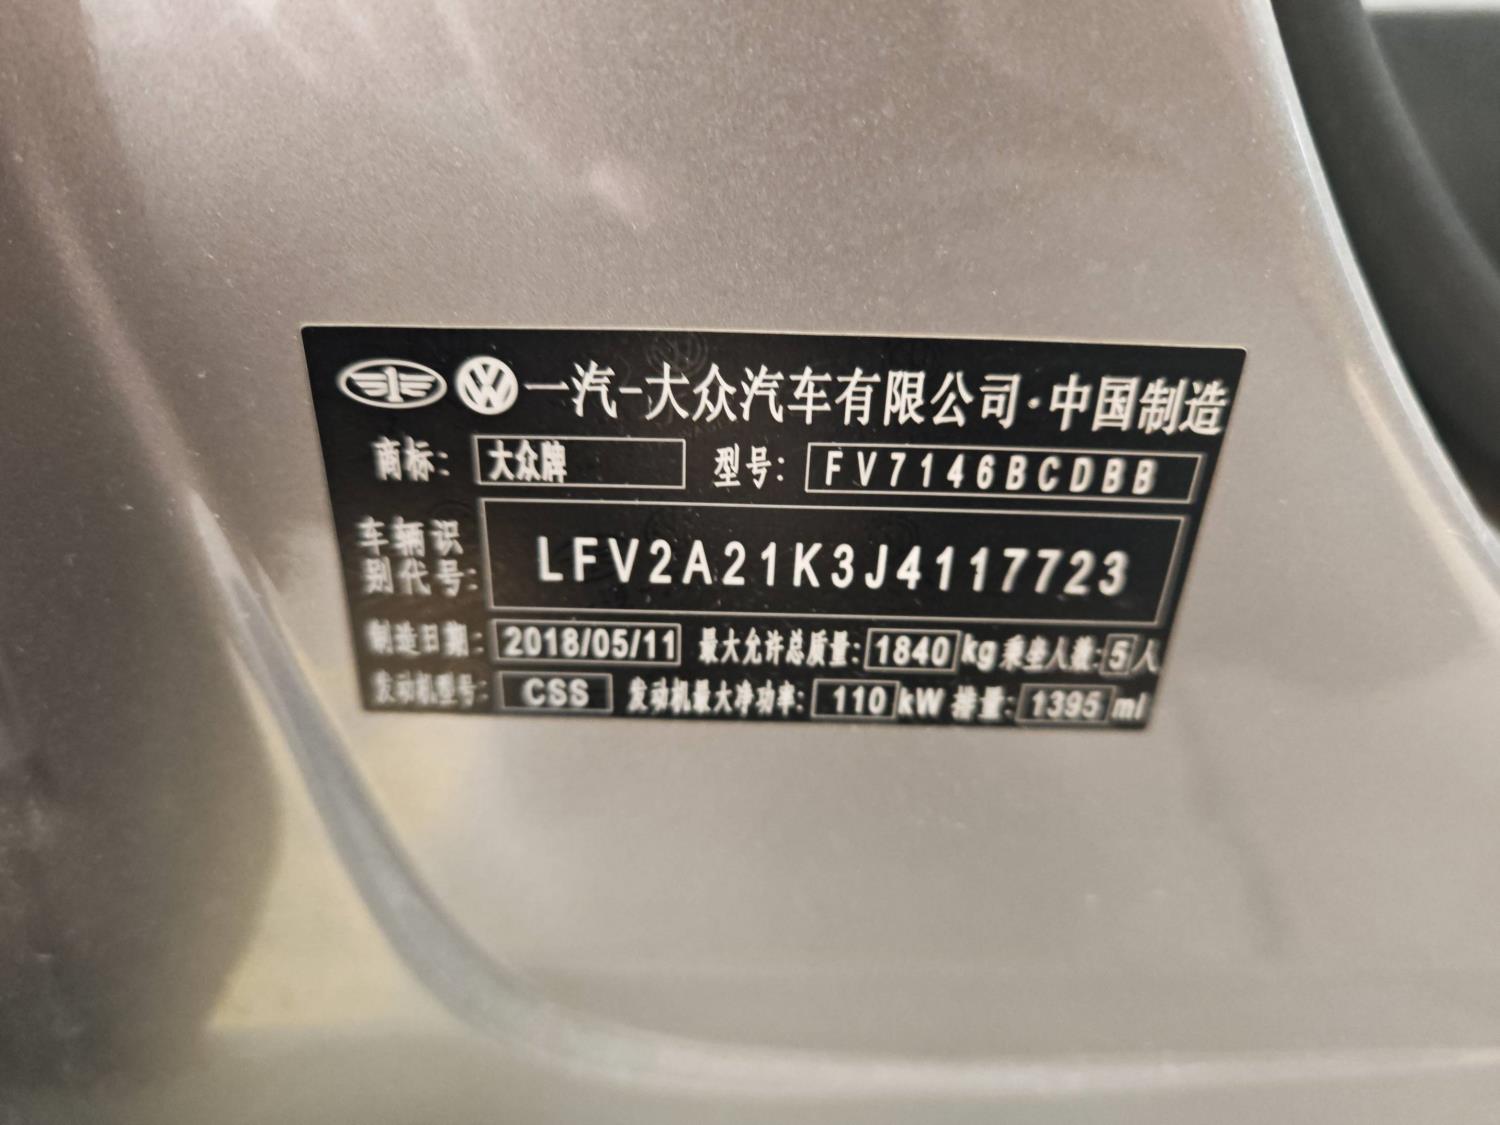 一汽-大众汽车有限公司·中国制造
商标: 大众牌 型号: FV7146BCDBB
车辆识别代号: LFV2A21K3J4117723
制造日期: 2018/05/11 最大允许总质量: 1840 kg 乘坐人数: 5 人
发动机型号: CSS 发动机最大净功率: 110 kW 排量: 1395 ml